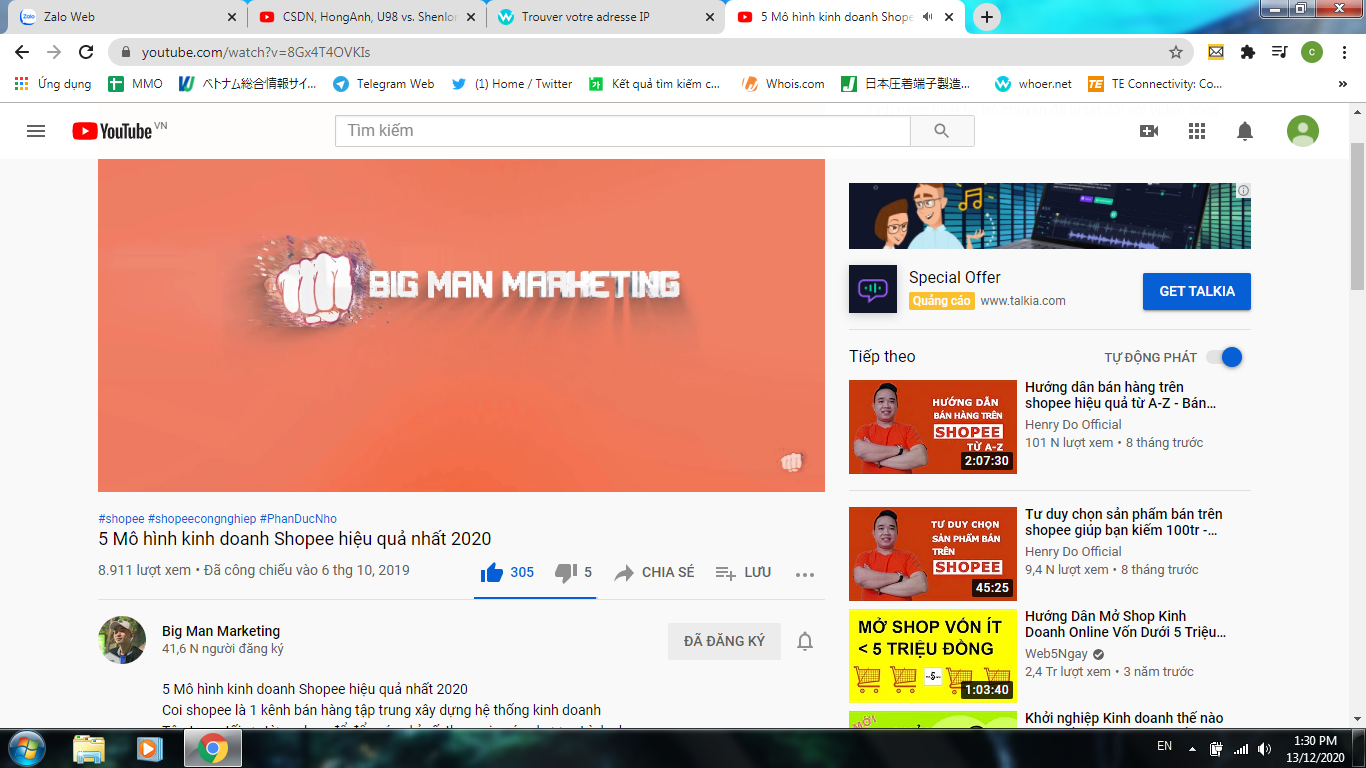 Zalo Web
CSDN, HongAnh, U98 vs. Shenlon
Trouver votre adresse IP
5 Mô hình kinh doanh Shope
youtube.com/watch?v=8Gx4T4OVKIs
c
Ứng dụng
MMO
ベトナム総合情報サイ...
Telegram Web
(1) Home / Twitter
Kết quả tìm kiếm c...
Whois.com
日本圧着端子製造...
whoer.net
TE Connectivity: Co...
»
YouTube VN
Tìm kiếm
BIG MAN MARKETING
Special Offer
Quảng cáo www.talkia.com
GET TALKIA
Tiếp theo
TỰ ĐỘNG PHÁT
HƯỚNG DẪN
BÁN HÀNG TRÊN
SHOPEE
TỪ A-Z
2:07:30
Hướng dẫn bán hàng trên
shopee hiệu quả từ A-Z - Bán...
Henry Do Official
101 N lượt xem • 8 tháng trước
TƯ DUY CHỌN
SẢN PHẨM BÁN
TRÊN
SHOPEE
45:25
Tư duy chọn sản phẩm bán trên
shopee giúp bạn kiếm 100tr -...
Henry Do Official
9,4 N lượt xem • 8 tháng trước
MỞ SHOP VỐN ÍT
< 5 TRIỆU ĐỒNG
1:03:40
Hướng Dẫn Mở Shop Kinh
Doanh Online Vốn Dưới 5 Triệu...
Web5Ngay
2,4 Tr lượt xem • 3 năm trước
MỚI
Khởi nghiệp Kinh doanh thế nào
#shopee #shopeecongnghiep #PhanDucNho
5 Mô hình kinh doanh Shopee hiệu quả nhất 2020
8.911 lượt xem • Đã công chiếu vào 6 thg 10, 2019
305
5
CHIA SẺ
LƯU
Big Man Marketing
41,6 N người đăng ký
ĐÃ ĐĂNG KÝ
5 Mô hình kinh doanh Shopee hiệu quả nhất 2020
Coi shopee là 1 kênh bán hàng tập trung xây dựng hệ thống kinh doanh
EN
1:30 PM
13/12/2020